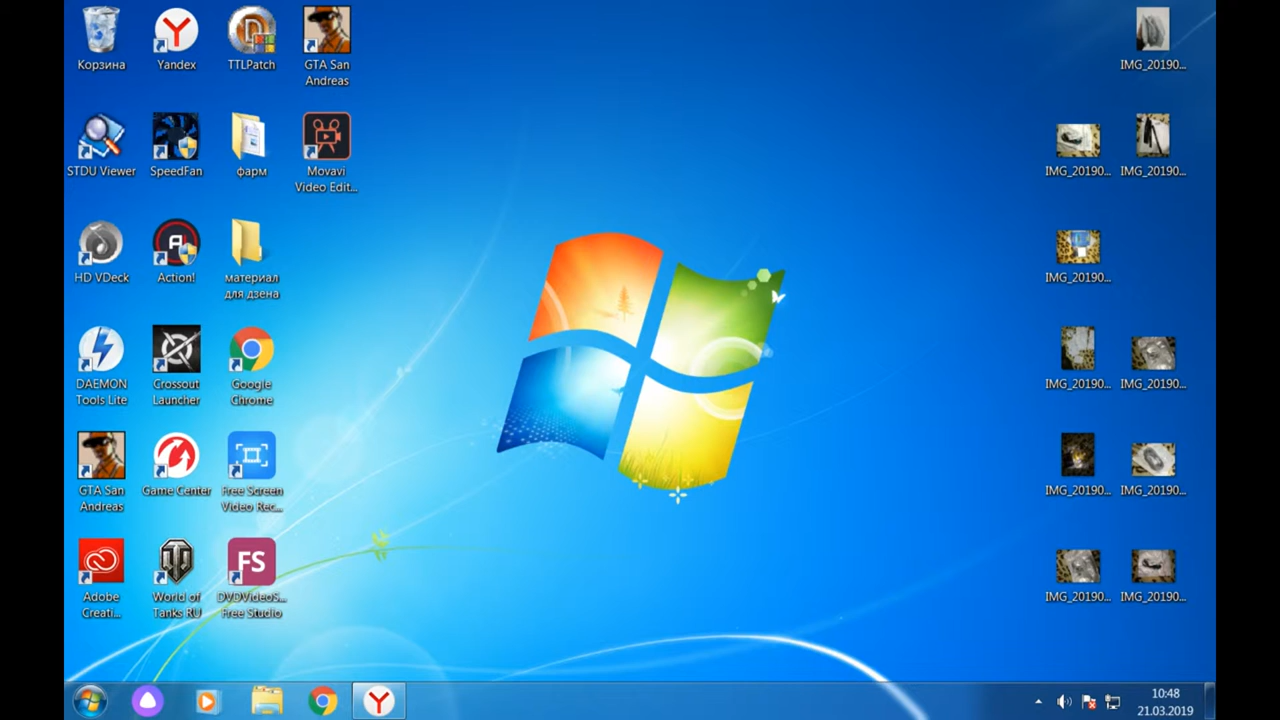 Корзина
Yandex
TTLPatch
GTA San
Andreas
STDU Viewer
SpeedFan
фарм
Movavi
Video Edit...
HD VDeck
Action!
материал
для дзена
DAEMON
Tools Lite
Crossout
Launcher
Google
Chrome
GTA San
Andreas
Game Center
Free Screen
Video Rec...
Adobe
Creati...
World of
Tanks RU
FS
DVDVideoS...
Free Studio
IMG_20190...
IMG_20190...
IMG_20190...
IMG_20190...
IMG_20190...
IMG_20190...
IMG_20190...
IMG_20190...
IMG_20190...
IMG_20190...
10:48
21.03.2019